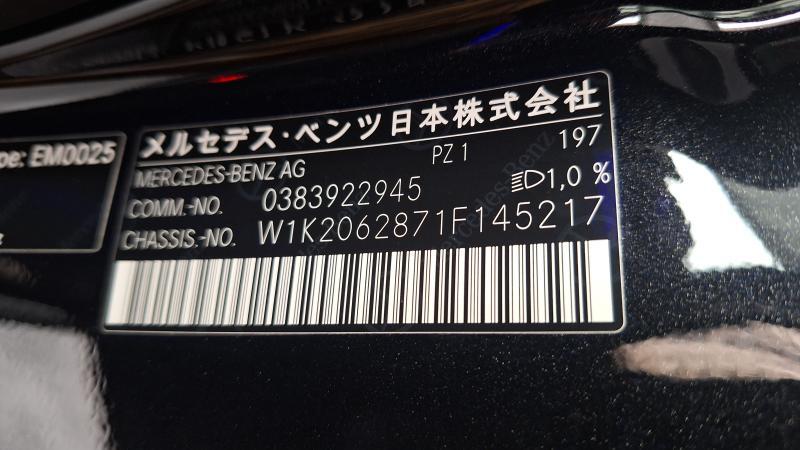 pe: EM0025
メルセデス・ベンツ日本株式会社
MERCEDES-BENZ AG PZ 1 197
COMM.-NO. 0383922945 1,0 %
CHASSIS.-NO. W1K2062871F145217